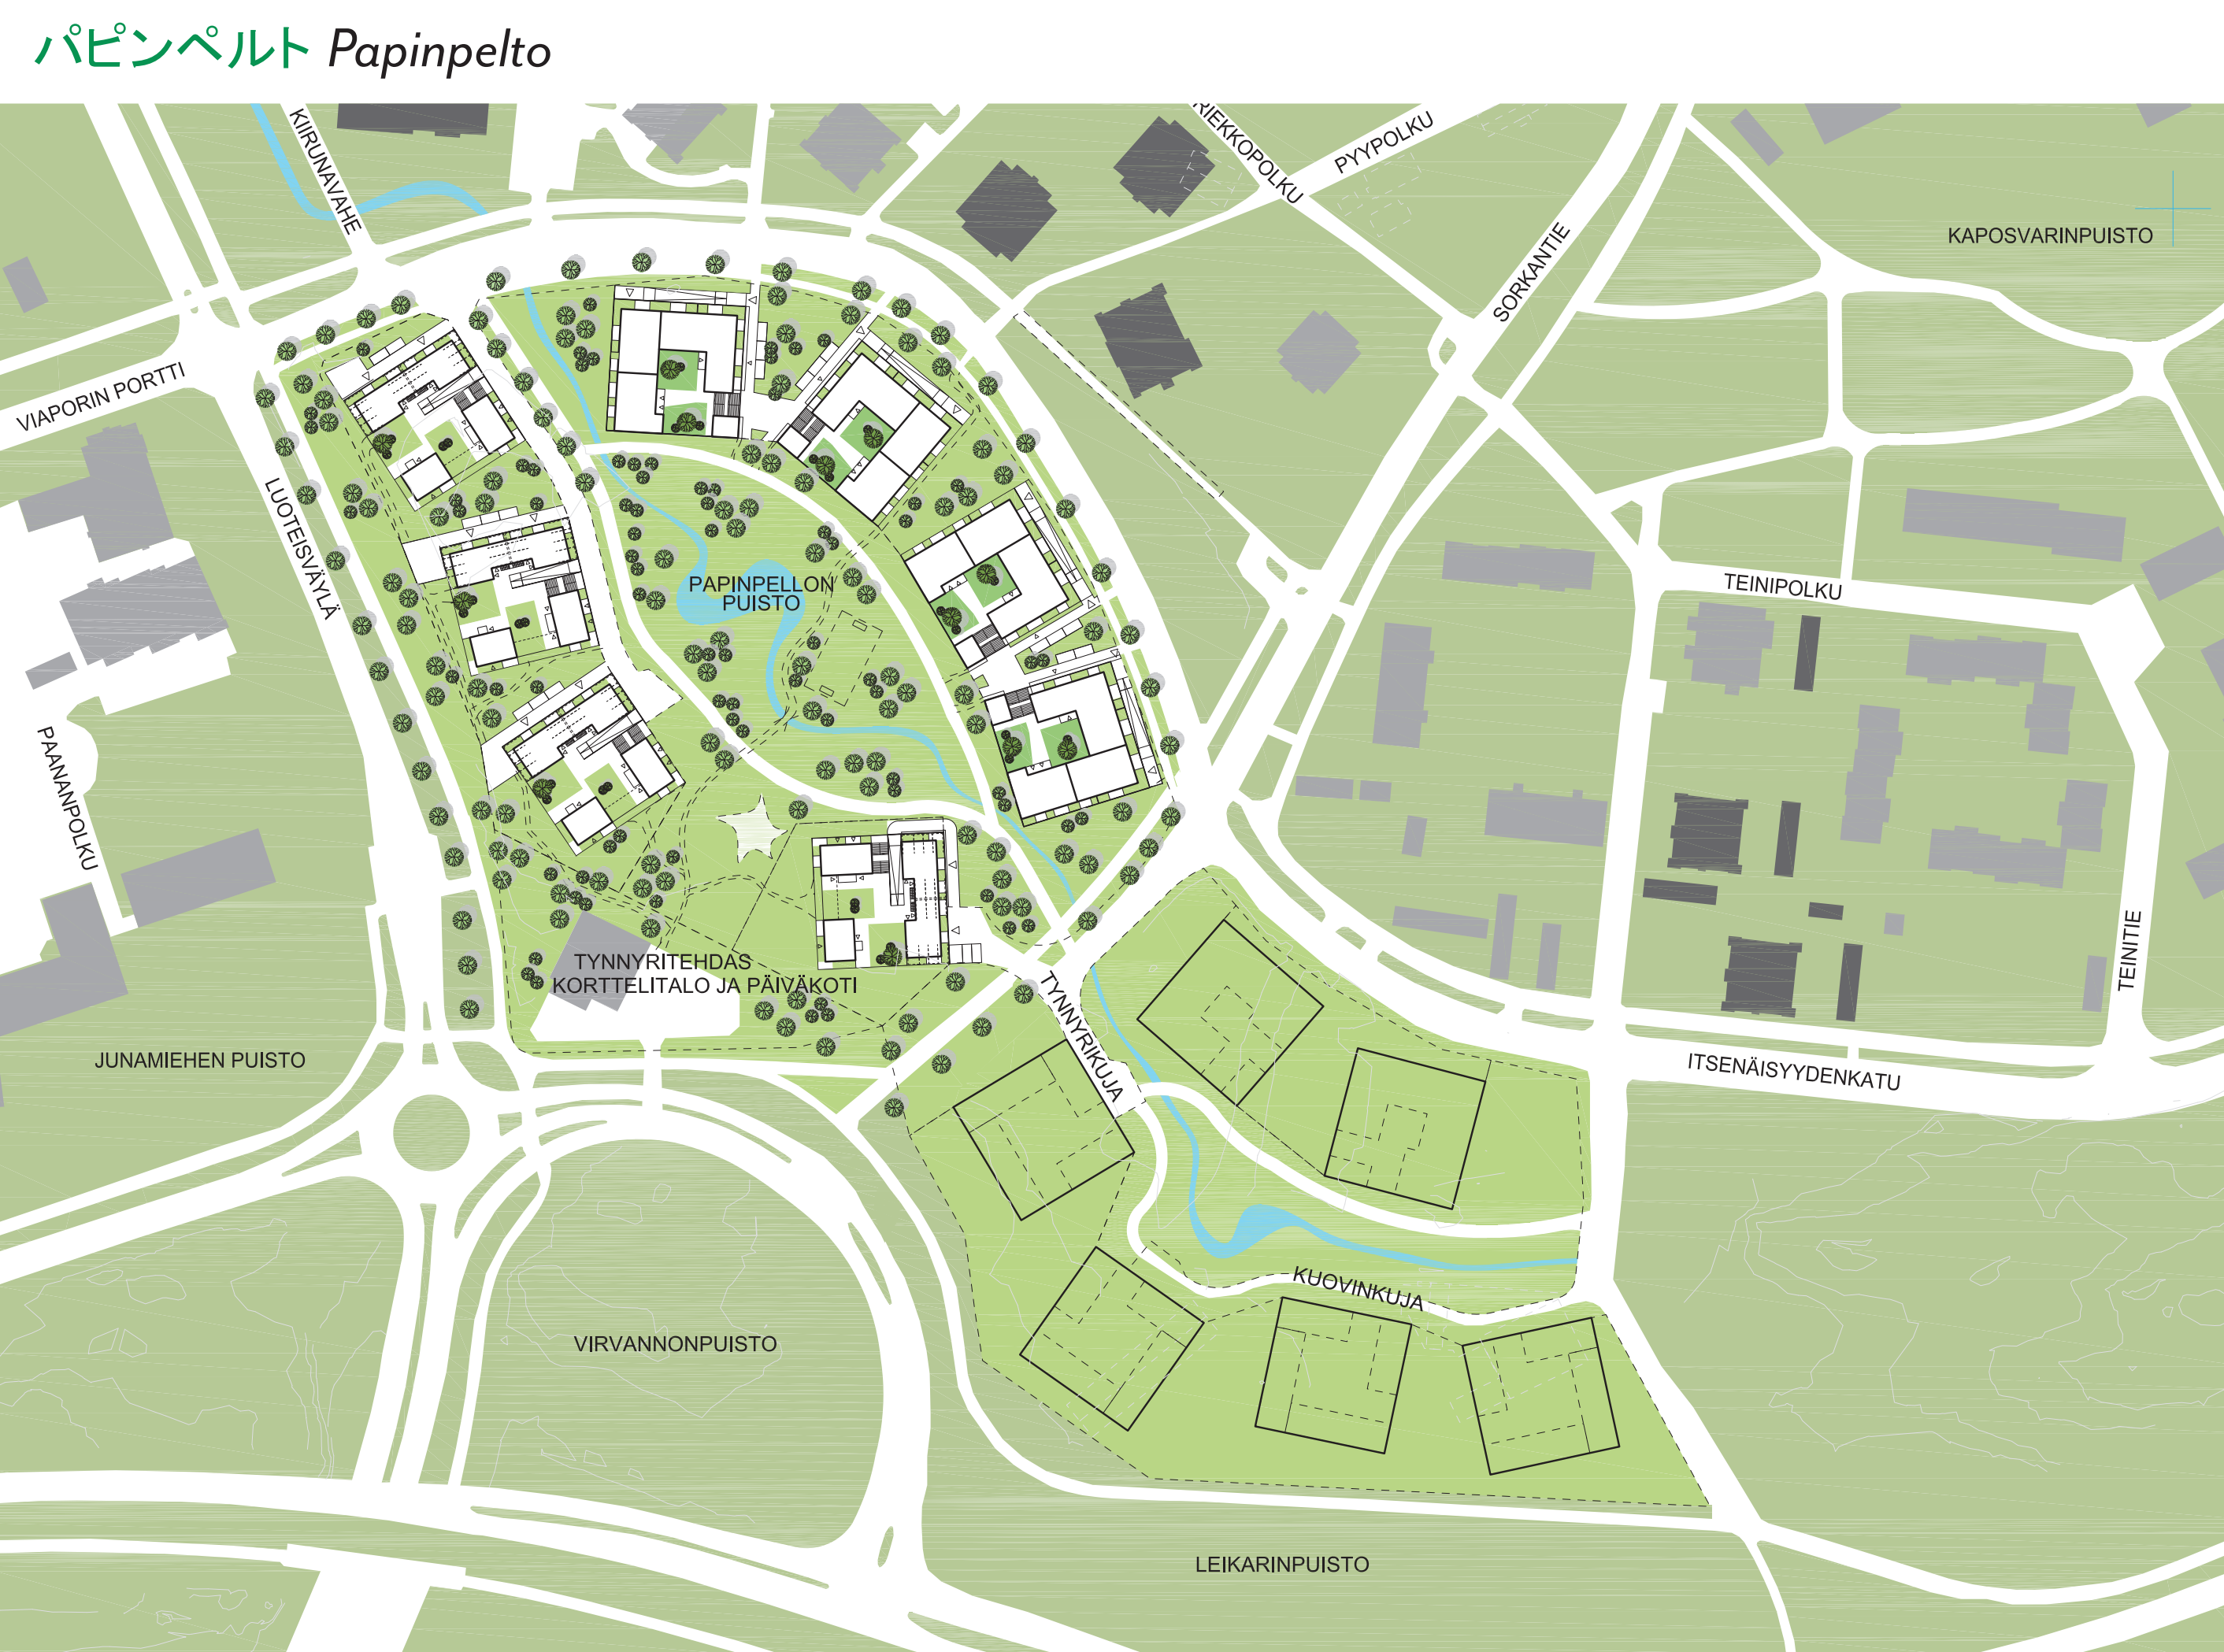 パピンペルト Papinpelto
KIIRUNAVAHE
RIEKKOPOLKU
PYYPOLKU
SORKANTIE
KAPOSVARINPUISTO
VIAPORIN PORTTI
LUOTEISVÄYLÄ
PAPINPELLON
PUISTO
TEINIPOLKU
PAANANPOLKU
TYNNYRITEHDAS
KORTTELITALO JA PÄIVÄKOTI
TYNNYRIKUJA
TEINITIE
JUNAMIEHEN PUISTO
ITSENÄISYYDENKATU
KUOVINKUJA
VIRVANNONPUISTO
LEIKARINPUISTO